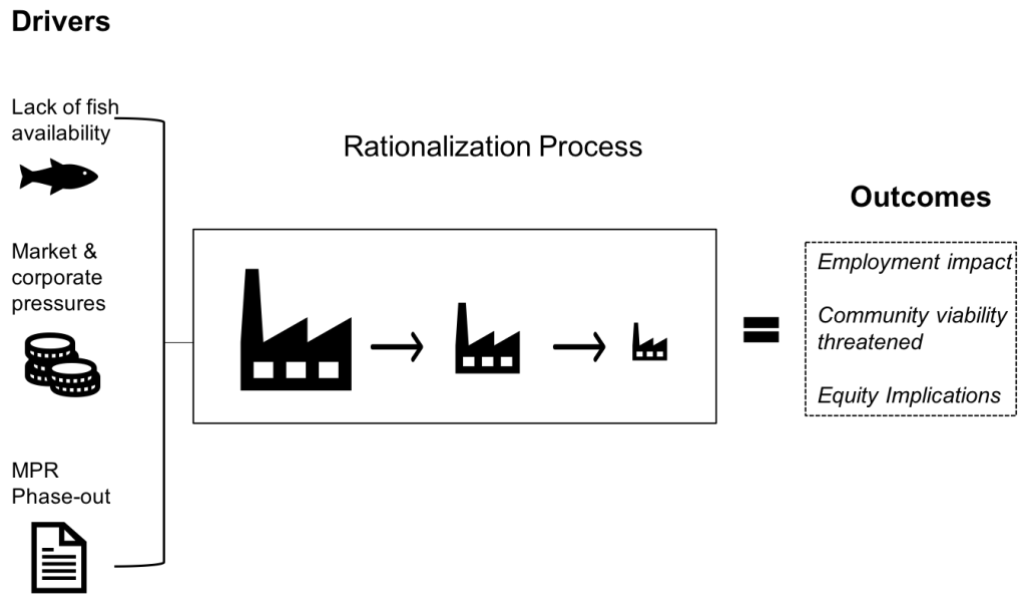 Drivers
Lack of fish
availability
Market &
corporate
pressures
MPR
Phase-out
Rationalization Process
Outcomes
Employment impact
Community viability
threatened
Equity Implications